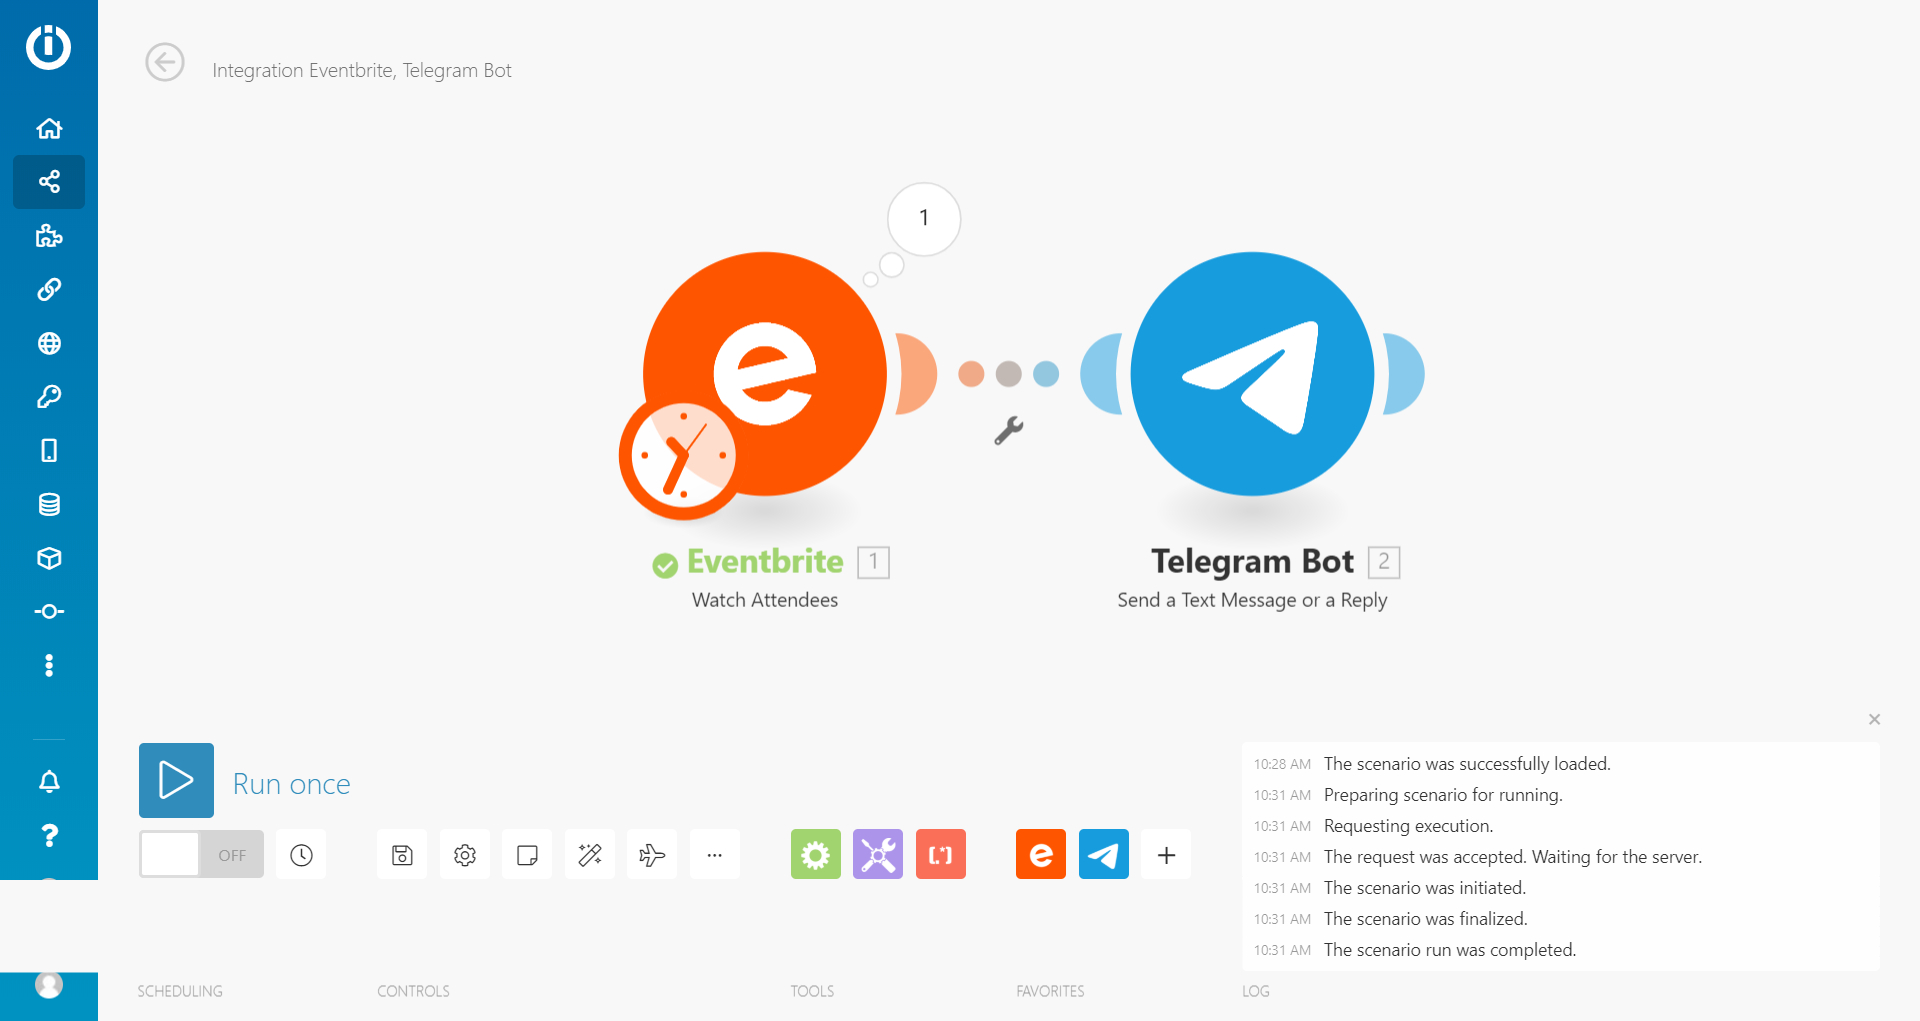 Integration Eventbrite, Telegram Bot
1
Eventbrite 1
Watch Attendees
Telegram Bot 2
Send a Text Message or a Reply
Run once
OFF
10:28 AM The scenario was successfully loaded.
10:31 AM Preparing scenario for running.
10:31 AM Requesting execution.
10:31 AM The request was accepted. Waiting for the server.
10:31 AM The scenario was initiated.
10:31 AM The scenario was finalized.
10:31 AM The scenario run was completed.
SCHEDULING
CONTROLS
TOOLS
FAVORITES
LOG